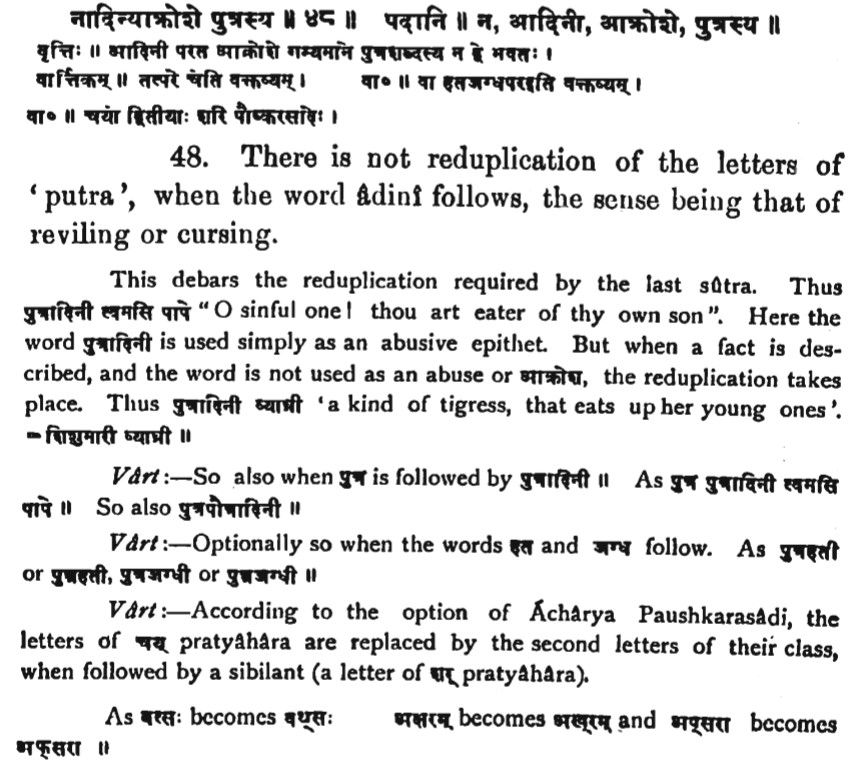 नादिन्याक्रोशे पुत्रस्य ॥ ४८ ॥ पदानि ॥ न, आदिनी, आक्रोशे, पुत्रस्य ॥
वृत्तिः ॥ आदिनी परत आक्रोशे गम्यमाने पुत्रशब्दस्य न द्वे भवतः ।
वार्त्तिकम् ॥ तत्परे चेति वक्तव्यम् । वा० ॥ वा हतजग्धपरइति वक्तव्यम् ।
वा० ॥ चयां द्वितीयाः शरि पौष्करसादेः ।
48. There is not reduplication of the letters of
‘putra’, when the word âdinî follows, the sense being that of
reviling or cursing.
This debars the reduplication required by the last sûtra. Thus
पुत्रादिनी त्वमसि पापे “O sinful one! thou art eater of thy own son”. Here the
word पुत्रादिनी is used simply as an abusive epithet. But when a fact is des-
cribed, and the word is not used as an abuse or आक्रोश, the reduplication takes
place. Thus पुत्त्रादिनी व्याघ्री ‘a kind of tigress, that eats up her young ones’.
= शिशुमारी व्याघ्री ॥
Vârt :—So also when पुत्र is followed by पुत्रादिनी ॥ As पुत्र पुत्रादिनी त्वमसि
पापे ॥ So also पुत्रपौत्रादिनी ॥
Vârt :—Optionally so when the words हत and जग्ध follow. As पुत्रहती
or पुत्त्रहती, पुत्रजग्धी or पुत्त्रजग्धी ॥
Vârt :—According to the option of Áchârya Paushkarasâdi, the
letters of चय् pratyâhâra are replaced by the second letters of their class,
when followed by a sibilant (a letter of शर् pratyâhâra).
As वत्सः becomes वथ्सः अक्षरम् becomes अख्षरम् and अप्सरा becomes
अफ्सरा ॥